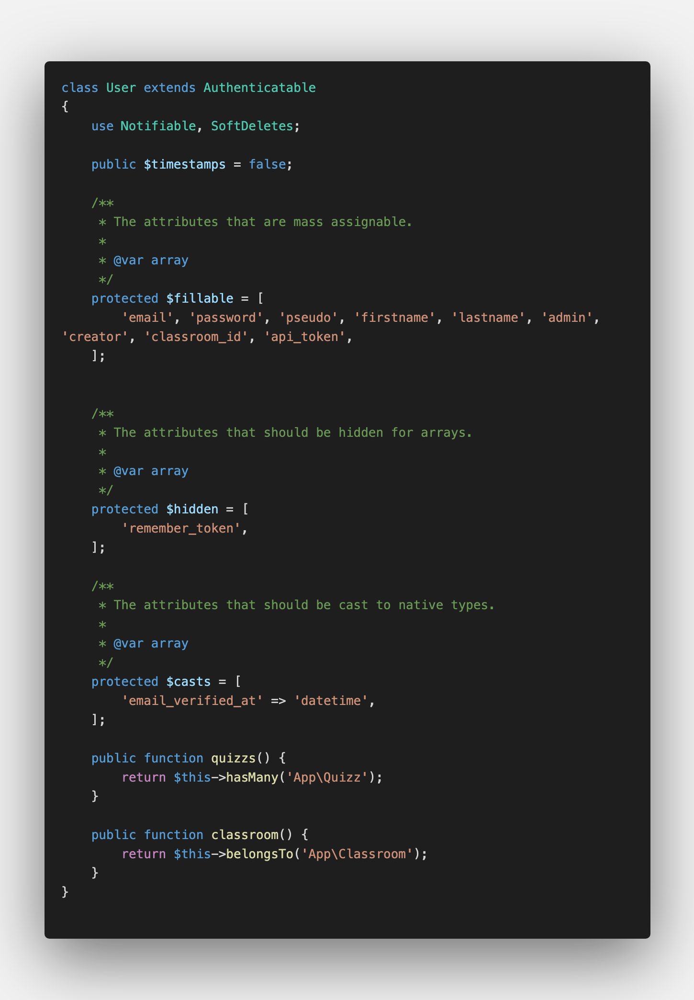 class User extends Authenticatable
{
    use Notifiable, SoftDeletes;

    public $timestamps = false;

    /**
     * The attributes that are mass assignable.
     *
     * @var array
     */
    protected $fillable = [
        'email', 'password', 'pseudo', 'firstname', 'lastname', 'admin',
'creator', 'classroom_id', 'api_token',
    ];


    /**
     * The attributes that should be hidden for arrays.
     *
     * @var array
     */
    protected $hidden = [
        'remember_token',
    ];

    /**
     * The attributes that should be cast to native types.
     *
     * @var array
     */
    protected $casts = [
        'email_verified_at' => 'datetime',
    ];

    public function quizzs() {
        return $this->hasMany('App\Quizz');
    }

    public function classroom() {
        return $this->belongsTo('App\Classroom');
    }
}